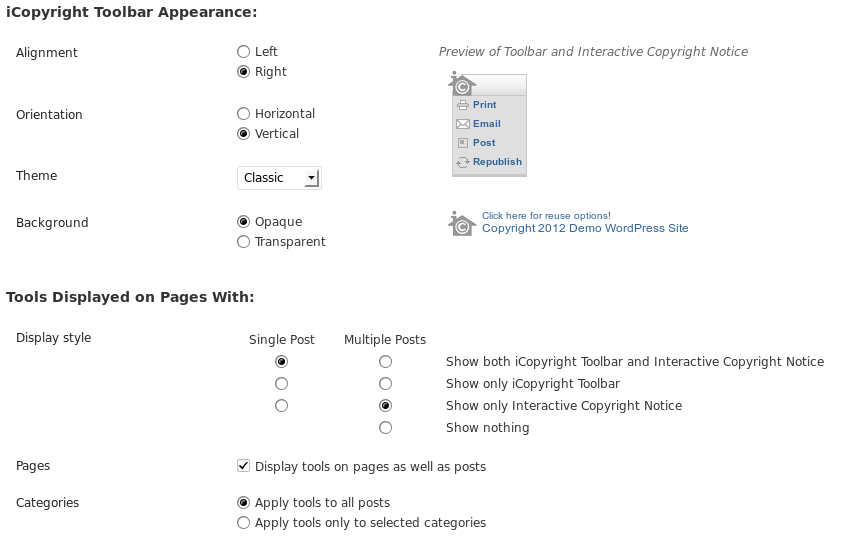 iCopyright Toolbar Appearance:
Alignment
Left
Right
Preview of Toolbar and Interactive Copyright Notice
Print
Email
Post
Republish
Orientation
Horizontal
Vertical
Theme
Classic
Background
Opaque
Transparent
Click here for reuse options!
Copyright 2012 Demo WordPress Site
Tools Displayed on Pages With:
Display style
Single Post
Multiple Posts
Show both iCopyright Toolbar and Interactive Copyright Notice
Show only iCopyright Toolbar
Show only Interactive Copyright Notice
Show nothing
Pages
Display tools on pages as well as posts
Categories
Apply tools to all posts
Apply tools only to selected categories